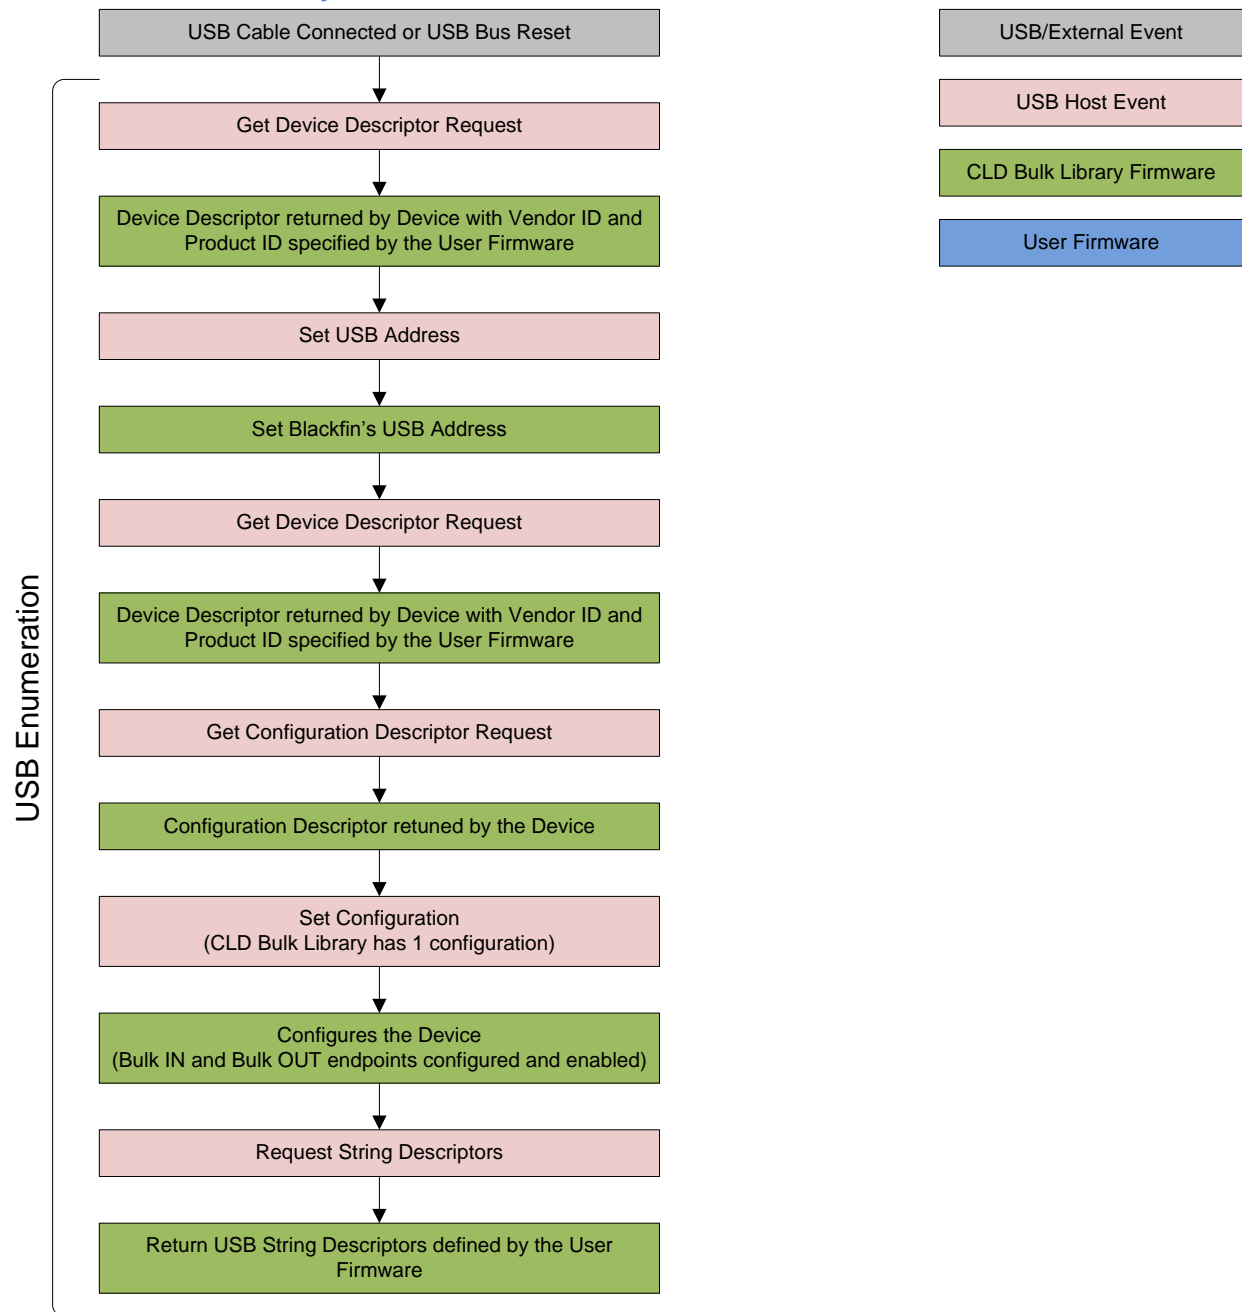 USB Cable Connected or USB Bus Reset
USB/External Event
Get Device Descriptor Request
USB Host Event
Device Descriptor returned by Device with Vendor ID and
Product ID specified by the User Firmware
CLD Bulk Library Firmware
User Firmware
Set USB Address
Set Blackfin's USB Address
Get Device Descriptor Request
Device Descriptor returned by Device with Vendor ID and
Product ID specified by the User Firmware
Get Configuration Descriptor Request
Configuration Descriptor retuned by the Device
Set Configuration
(CLD Bulk Library has 1 configuration)
Configures the Device
(Bulk IN and Bulk OUT endpoints configured and enabled)
Request String Descriptors
Return USB String Descriptors defined by the User
Firmware
USB Enumeration